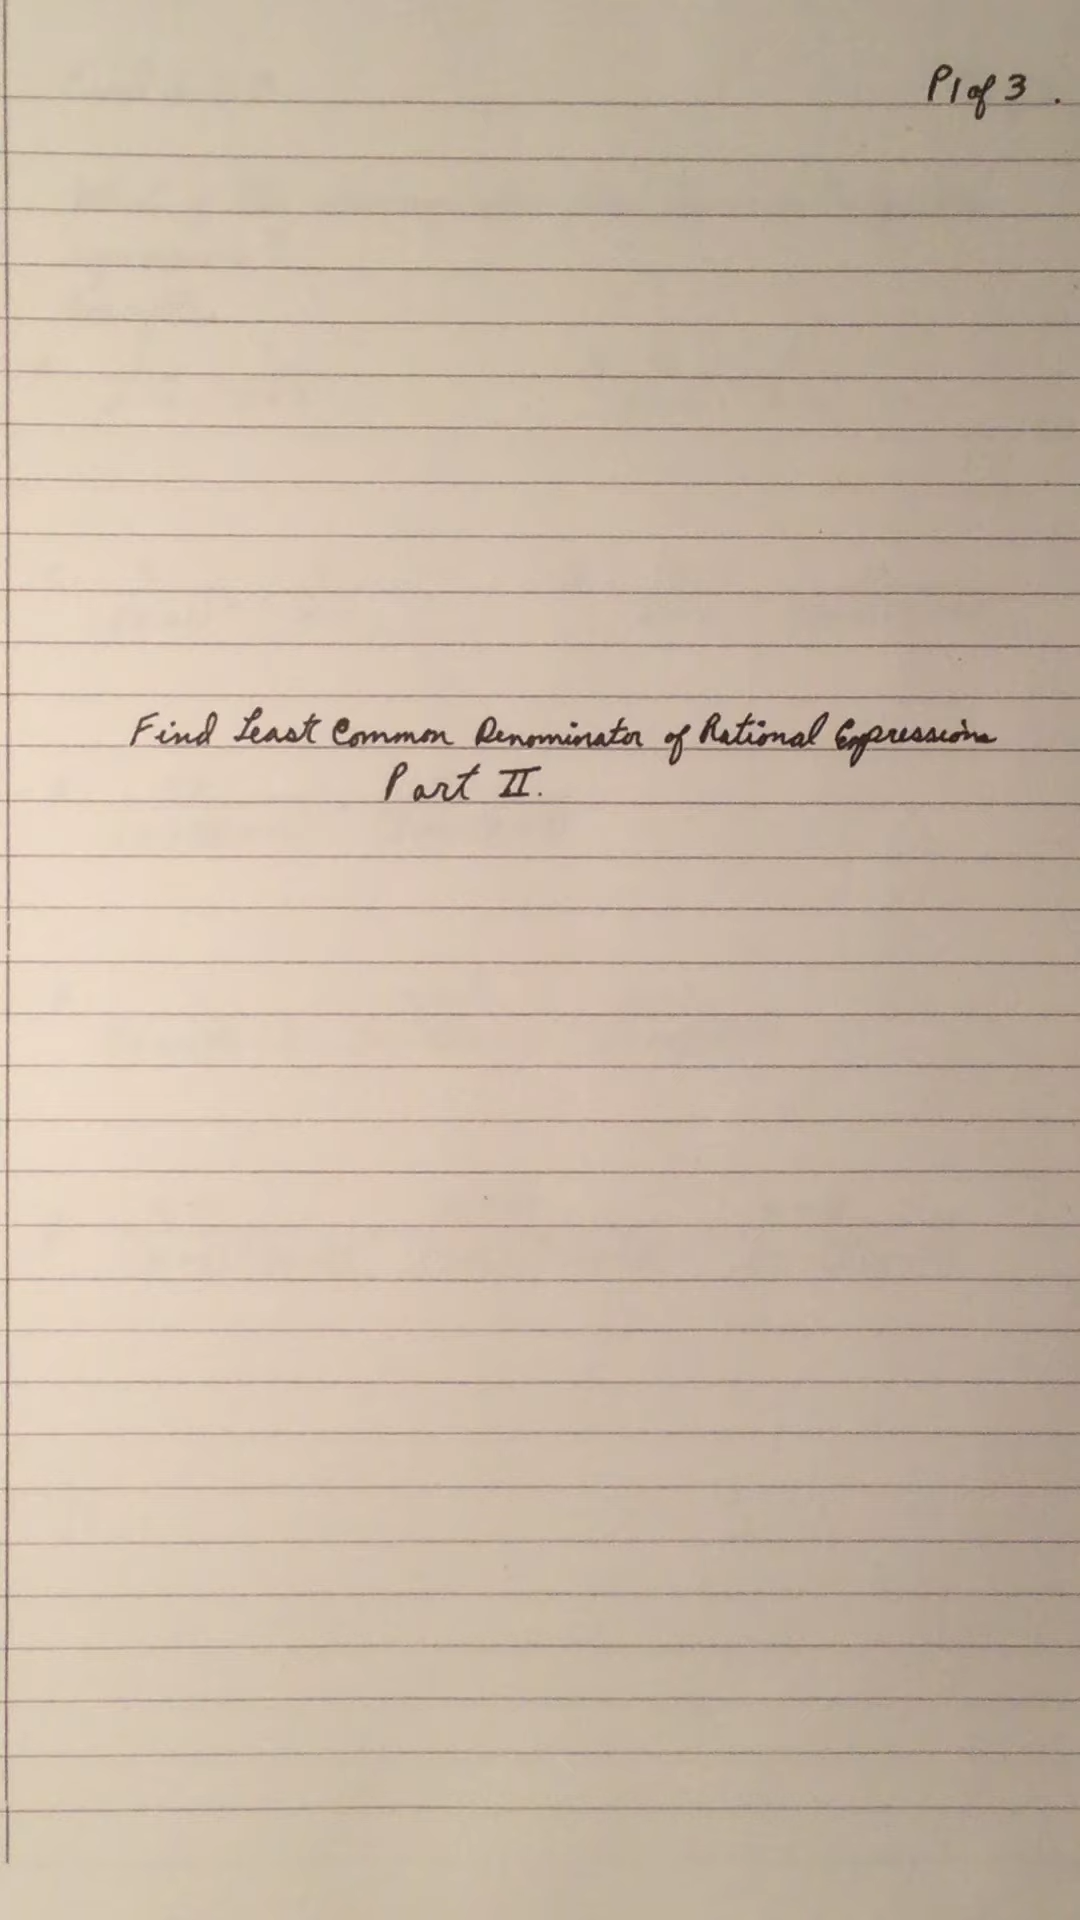 P1 of 3.
Find Least Common Denominator of Rational Expressions
Part II.